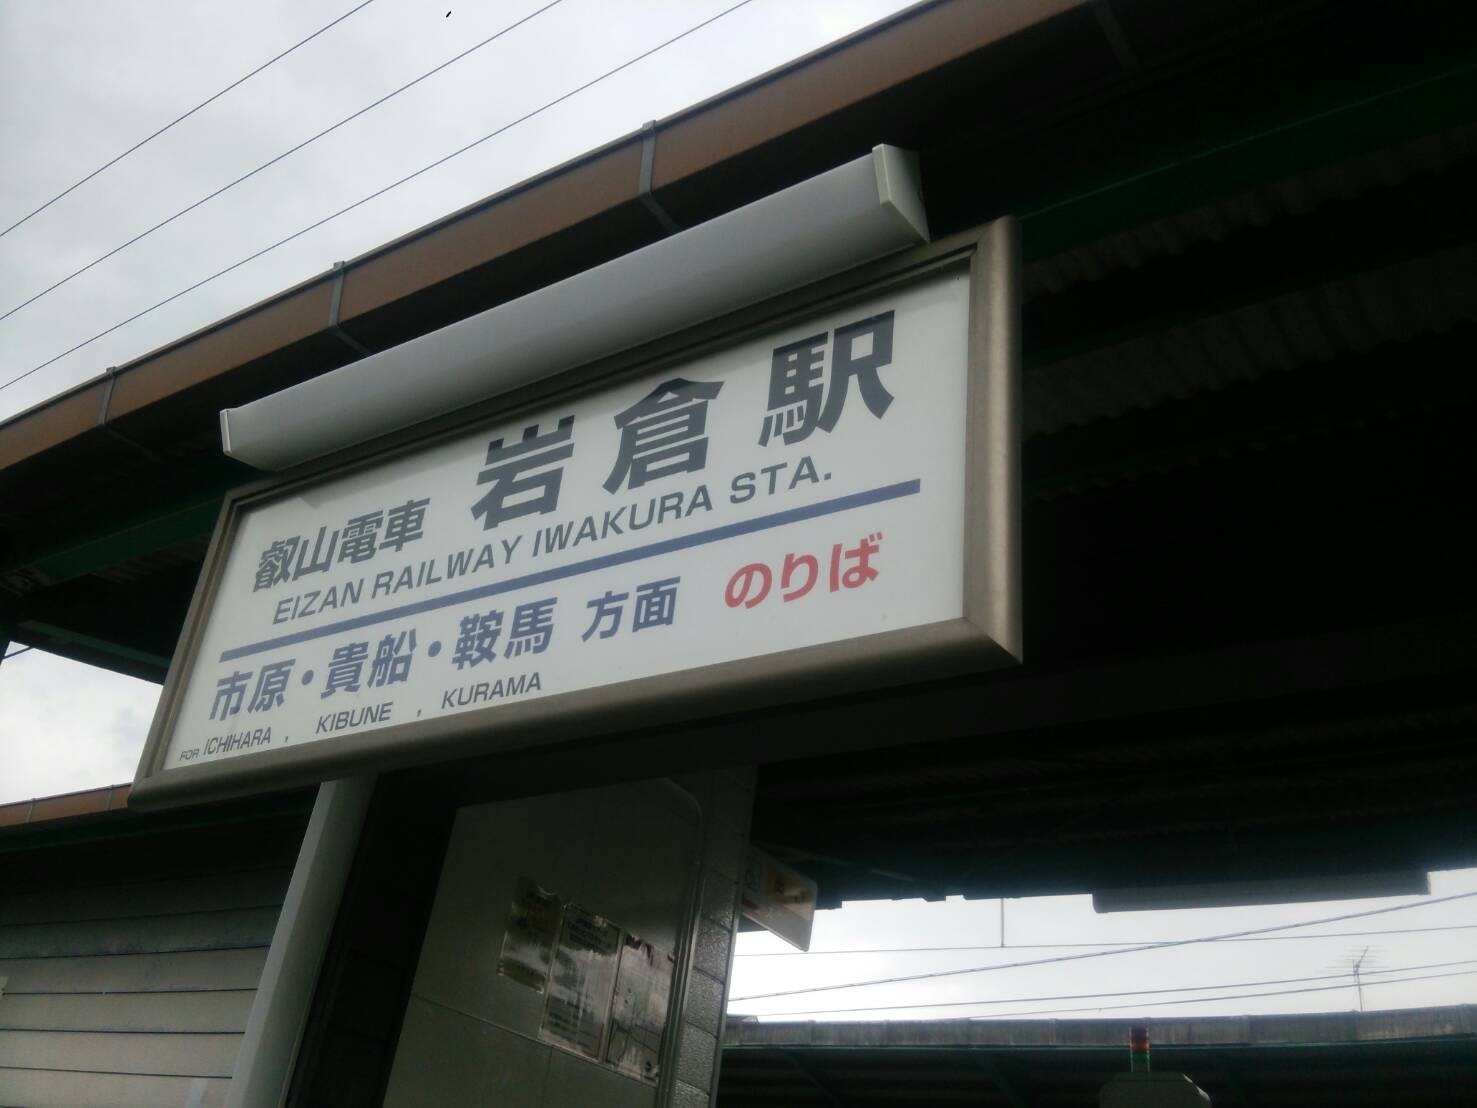 叡山電車 岩倉駅
EIZAN RAILWAY IWAKURA STA.
市原・貴船・鞍馬 方面 のりば
FOR ICHIHARA , KIBUNE , KURAMA